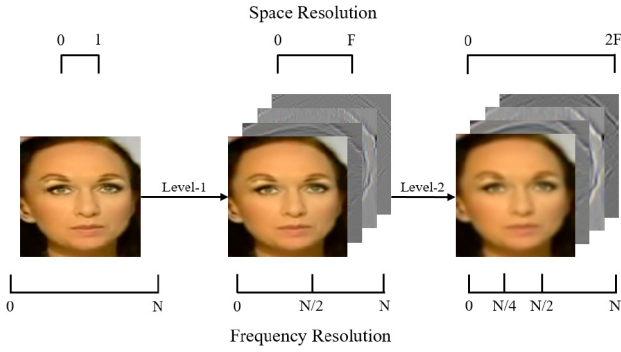 Space Resolution
0 1
0 F
0 2F
Level-1
Level-2
0 N
0 N/2 N
0 N/4 N/2 N
Frequency Resolution